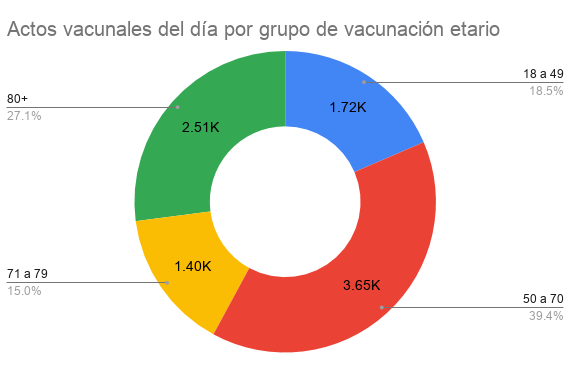 Actos vacunales del día por grupo de vacunación etario
18 a 49
18.5%
80+
27.1%
1.72K
2.51K
1.40K
71 a 79
15.0%
3.65K
50 a 70
39.4%